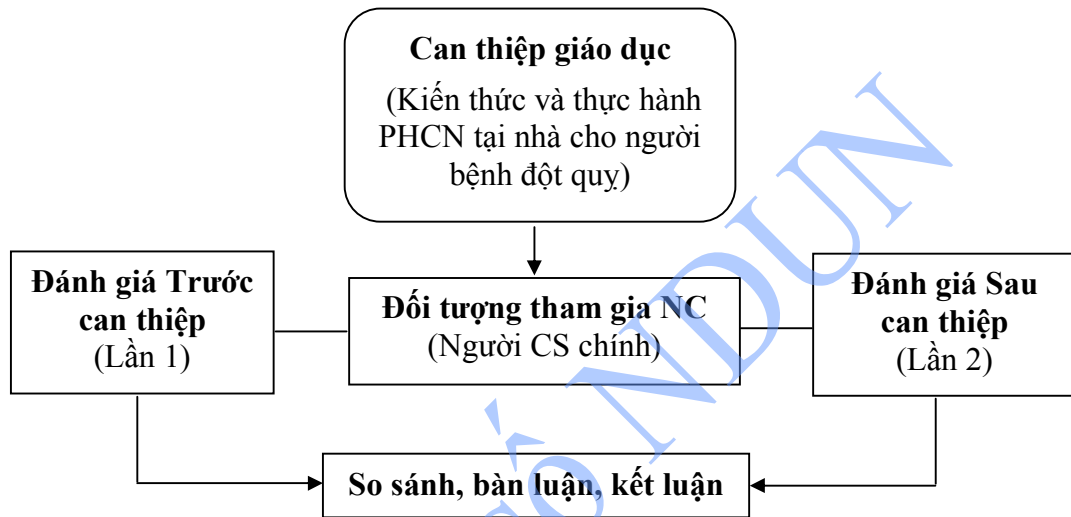 Can thiệp giáo dục
(Kiến thức và thực hành
PHCN tại nhà cho người
bệnh đột quỵ)
Đánh giá Trước
can thiệp
(Lần 1)
Đối tượng tham gia NC
(Người CS chính)
Đánh giá Sau
can thiệp
(Lần 2)
So sánh, bàn luận, kết luận
NDUN